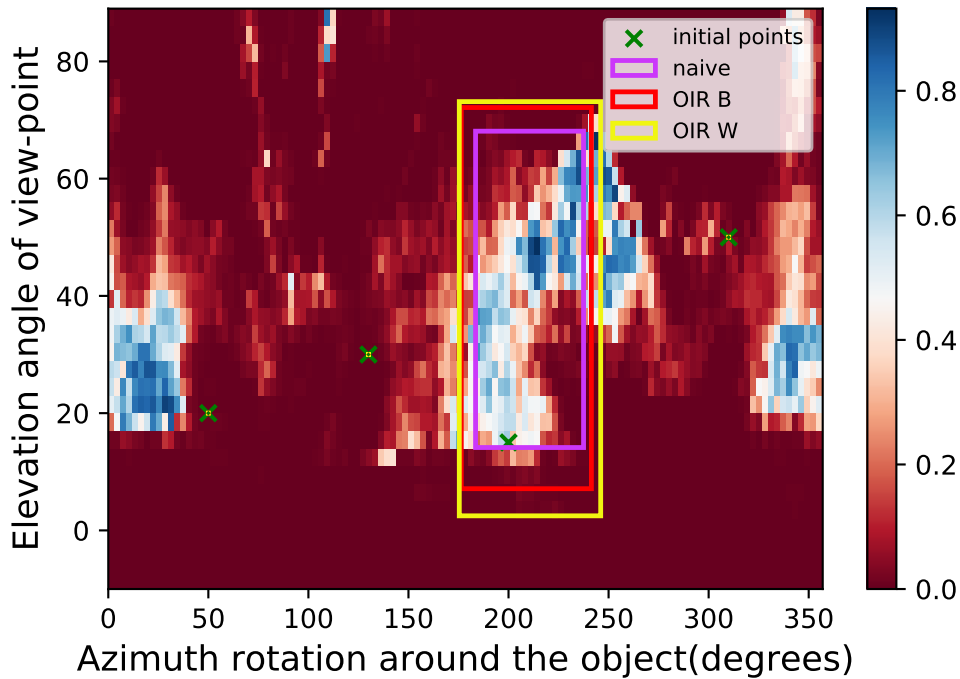 initial points
naive
OIR B
OIR W
Elevation angle of view-point
80
60
40
20
0
0 50 100 150 200 250 300 350
Azimuth rotation around the object(degrees)
0.8
0.6
0.4
0.2
0.0